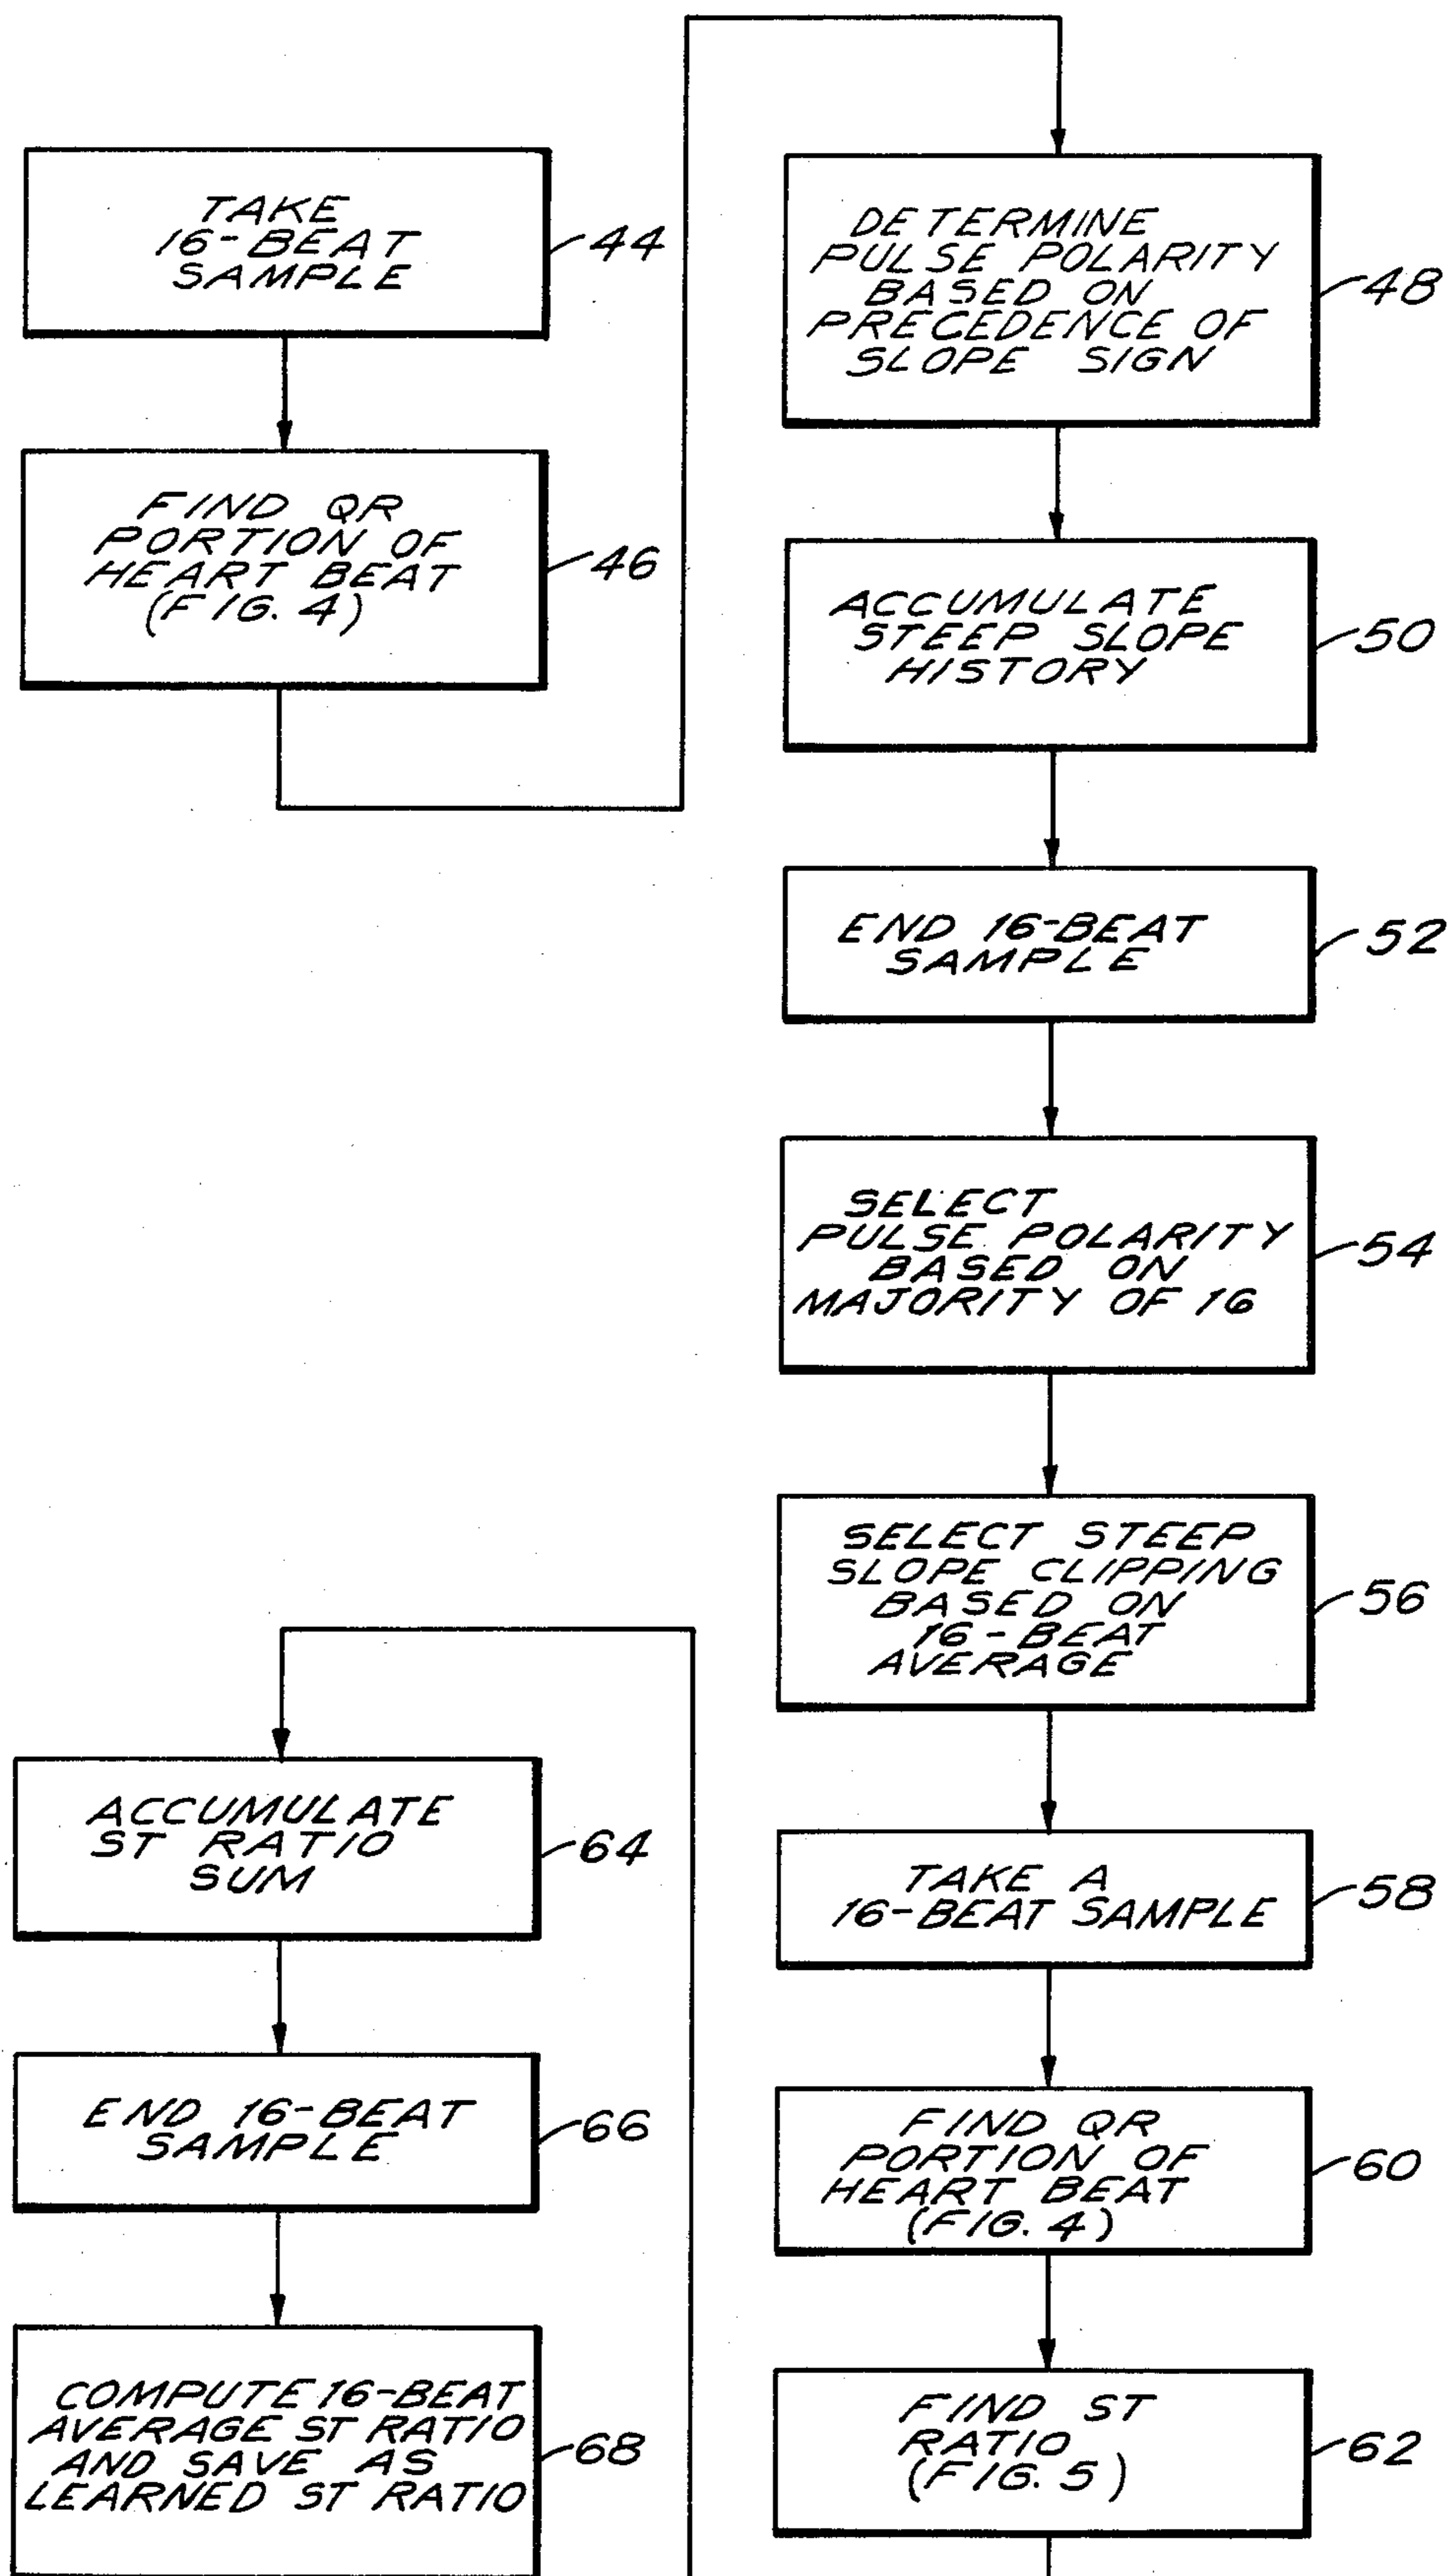 TAKE
16-BEAT
SAMPLE
44
FIND QR
PORTION OF
HEART BEAT
(FIG. 4)
46
DETERMINE
PULSE POLARITY
BASED ON
PRECEDENCE OF
SLOPE SIGN
48
ACCUMULATE
STEEP SLOPE
HISTORY
50
END 16-BEAT
SAMPLE
52
SELECT
PULSE POLARITY
BASED ON
MAJORITY OF 16
54
SELECT STEEP
SLOPE CLIPPING
BASED ON
16-BEAT
AVERAGE
56
TAKE A
16-BEAT SAMPLE
58
FIND QR
PORTION OF
HEART BEAT
(FIG. 4)
60
FIND ST
RATIO
(FIG. 5)
62
ACCUMULATE
ST RATIO
SUM
64
END 16-BEAT
SAMPLE
66
COMPUTE 16-BEAT
AVERAGE ST RATIO
AND SAVE AS
LEARNED ST RATIO
68